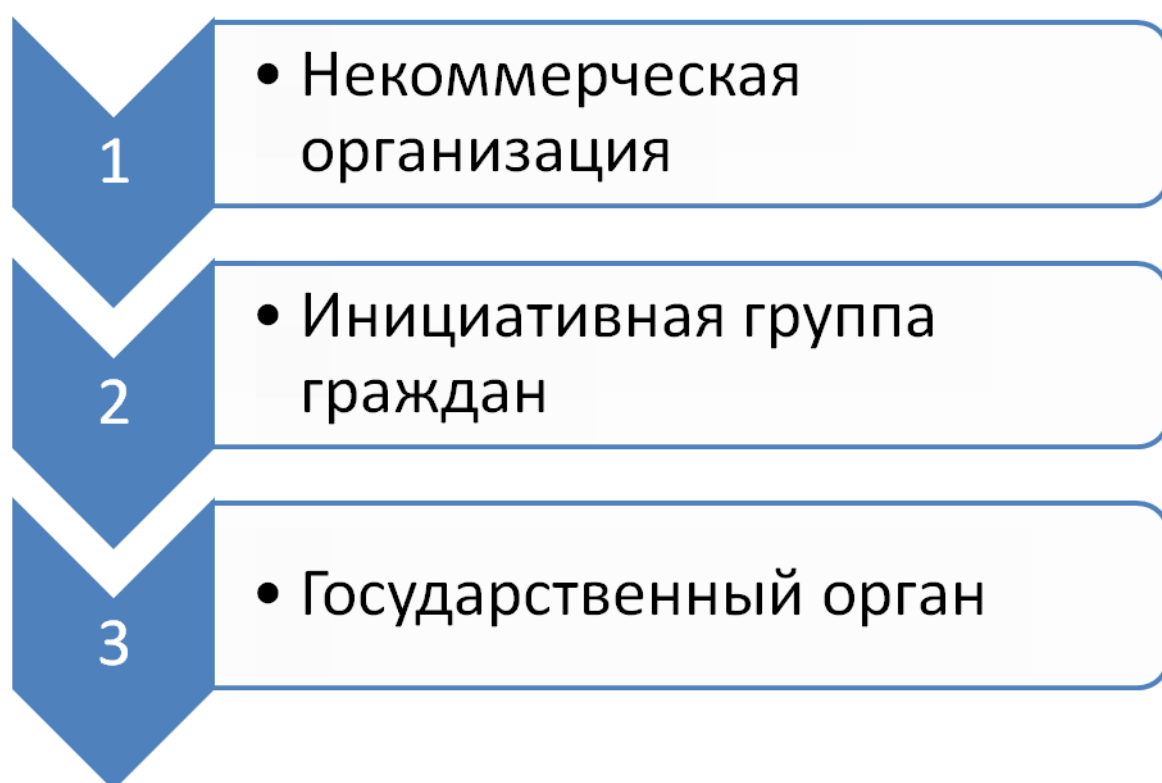 1
• Некоммерческая
организация
2
• Инициативная группа
граждан
3
• Государственный орган